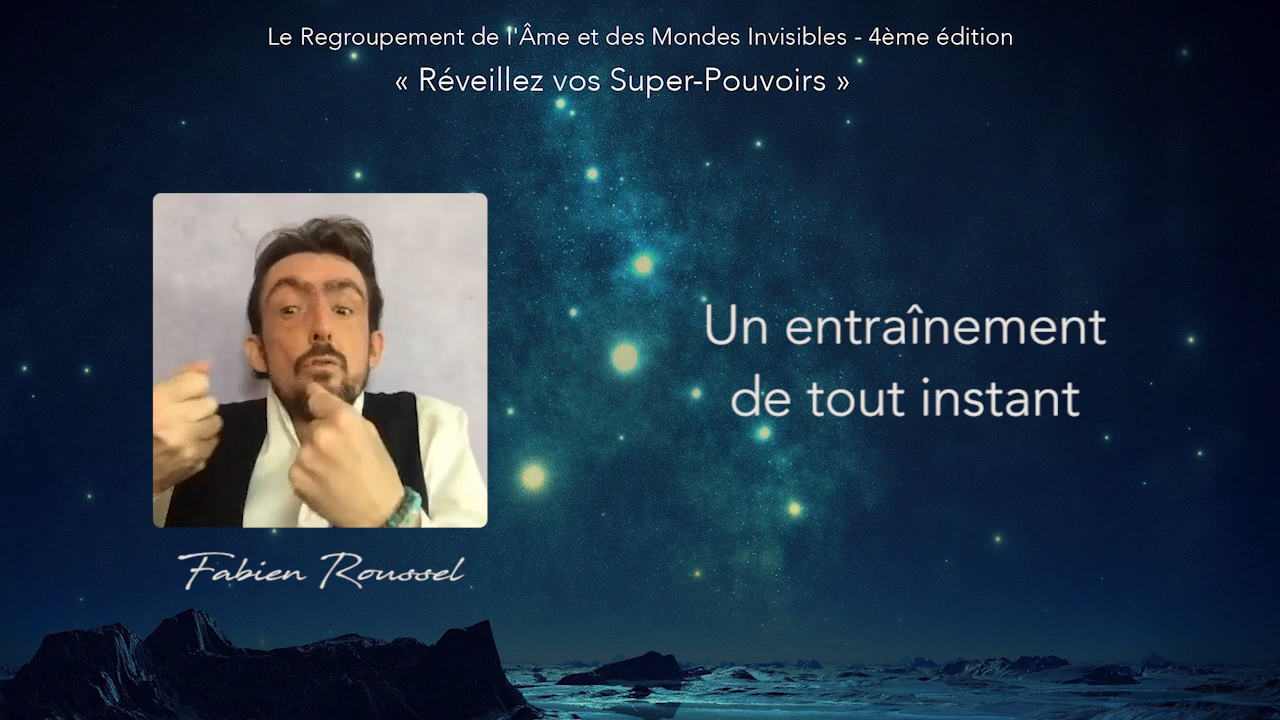 Le Regroupement de l'Âme et des Mondes Invisibles - 4ème édition
« Réveillez vos Super-Pouvoirs »
Un entraînement
de tout instant
Fabien Roussel